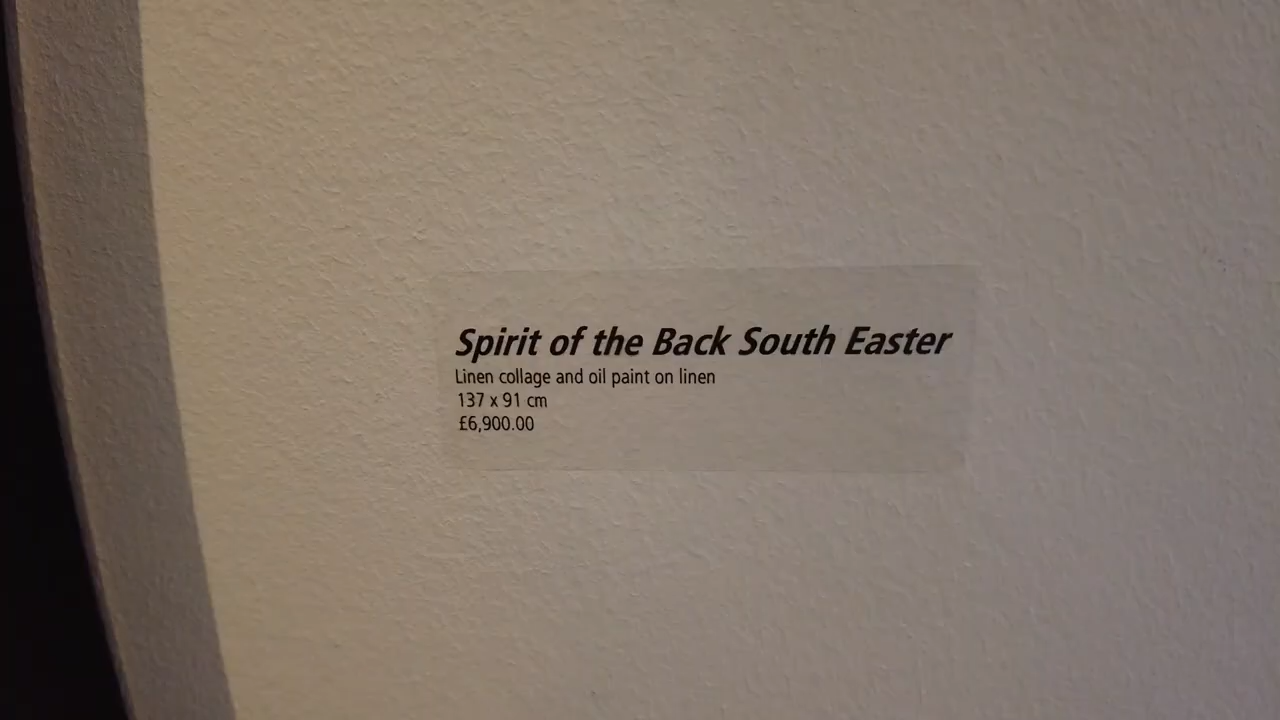 Spirit of the Back South Easter
Linen collage and oil paint on linen
137 x 91 cm
£6,900.00